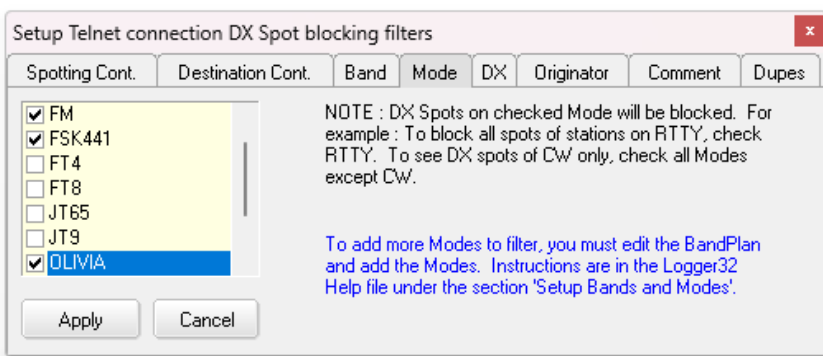 Setup Telnet connection DX Spot blocking filters
x
Spotting Cont. Destination Cont. Band Mode DX Originator Comment Dupes
FM
FSK441
FT4
FT8
JT65
JT9
OLIVIA
NOTE : DX Spots on checked Mode will be blocked. For
example : To block all spots of stations on RTTY, check
RTTY. To see DX spots of CW only, check all Modes
except CW.
To add more Modes to filter, you must edit the BandPlan
and add the Modes. Instructions are in the Logger32
Help file under the section 'Setup Bands and Modes'.
Apply Cancel